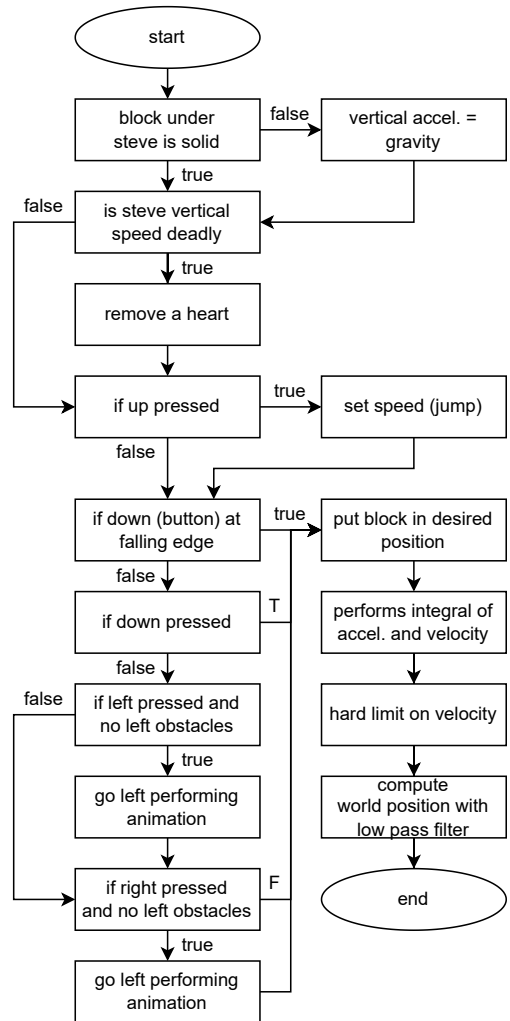 start
block under
steve is solid
false
vertical accel. =
gravity
true
false
is steve vertical
speed deadly
true
remove a heart
if up pressed
true
set speed (jump)
false
if down (button) at
falling edge
true
put block in desired
position
false
if down pressed
T
performs integral of
accel. and velocity
false
false
if left pressed and
no left obstacles
hard limit on velocity
true
go left performing
animation
compute
world position with
low pass filter
if right pressed
and no left obstacles
F
end
true
go left performing
animation